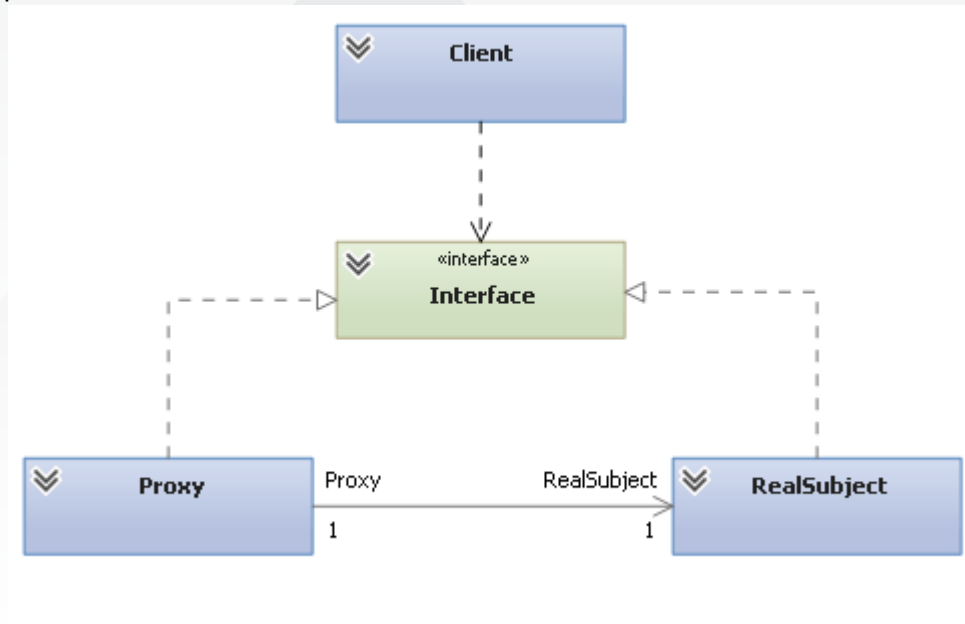 Client
«interface»
Interface
Proxy
Proxy
RealSubject
RealSubject
1
1